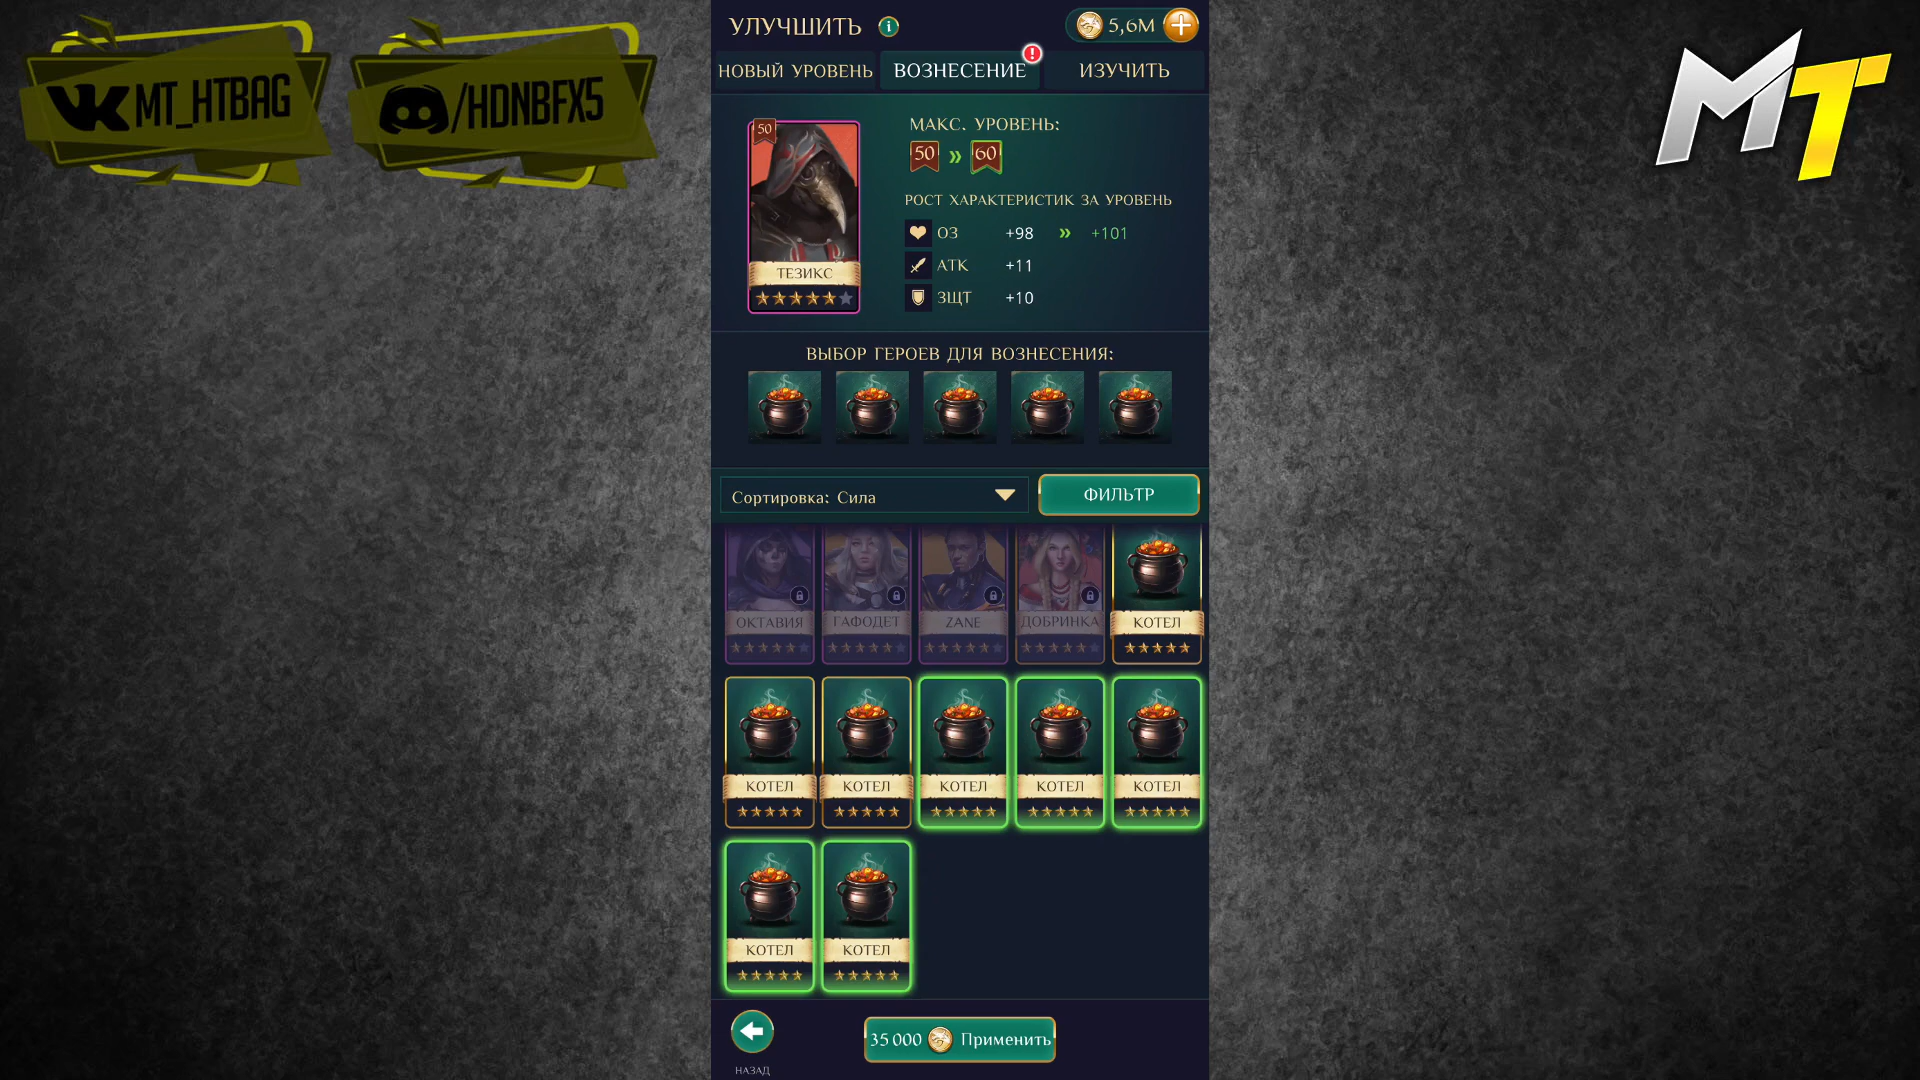 MT_HTBAG
/HDNBFX5
MT
УЛУЧШИТЬ i
5,6М +
НОВЫЙ УРОВЕНЬ
ВОЗНЕСЕНИЕ !
ИЗУЧИТЬ
50
ТЕЗИКС
МАКС. УРОВЕНЬ:
50 » 60
РОСТ ХАРАКТЕРИСТИК ЗА УРОВЕНЬ
ОЗ +98 » +101
АТК +11
ЗЩТ +10
ВЫБОР ГЕРОЕВ ДЛЯ ВОЗНЕСЕНИЯ:
Сортировка: Сила
ФИЛЬТР
ОКТАВИЯ ГАФОДЕТ ZANE ДОБРИНКА КОТЕЛ
КОТЕЛ КОТЕЛ КОТЕЛ КОТЕЛ КОТЕЛ
КОТЕЛ КОТЕЛ
НАЗАД
35 000 Применить